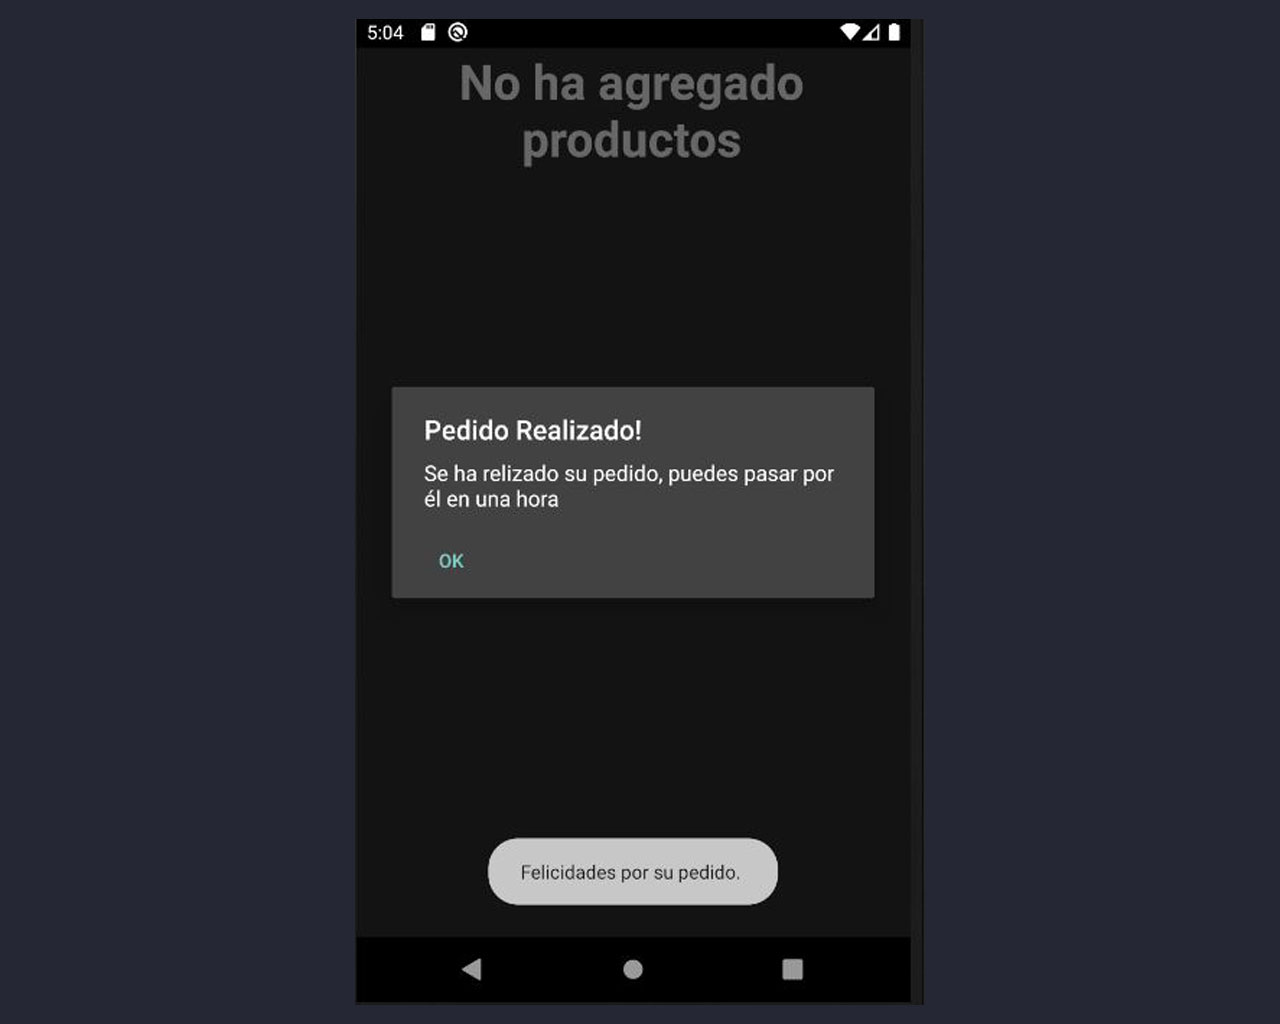 5:04
No ha agregado
productos
Pedido Realizado!
Se ha relizado su pedido, puedes pasar por
él en una hora
OK
Felicidades por su pedido.